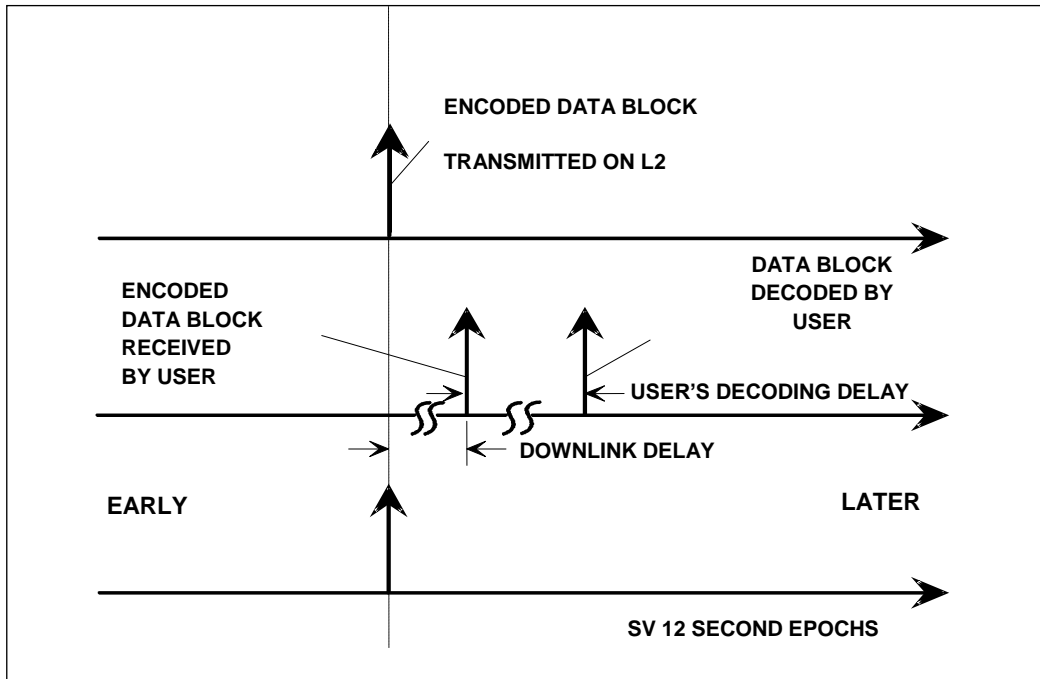 ENCODED DATA BLOCK
TRANSMITTED ON L2
ENCODED
DATA BLOCK
RECEIVED
BY USER
DATA BLOCK
DECODED BY
USER
USER’S DECODING DELAY
DOWNLINK DELAY
EARLY
LATER
SV 12 SECOND EPOCHS